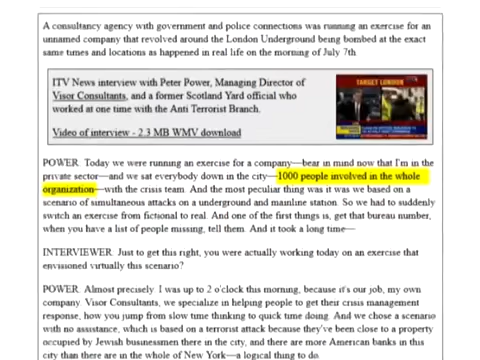 A consultancy agency with government and police connections was running an exercise for an
unnamed company that revolved around the London Underground being bombed at the exact
same times and locations as happened in real life on the morning of July 7th
ITV News interview with Peter Power, Managing Director of
Visor Consultants, and a former Scotland Yard official who
worked at one time with the Anti Terrorist Branch.
Video of interview - 2.3 MB WMV download
TARGET LONDON
POWER. Today we were running an exercise for a company—bear in mind now that I'm in the
private sector—and we sat everybody down in the city—1000 people involved in the whole
organization—with the crisis team. And the most peculiar thing was it was we based on a
scenario of simultaneous attacks on a underground and mainline station. So we had to suddenly
switch an exercise from fictional to real. And one of the first things is, get that bureau number,
when you have a list of people missing, tell them. And it took a long time—
INTERVIEWER. Just to get this right, you were actually working today on an exercise that
envisioned virtually this scenario?
POWER. Almost precisely. I was up to 2 o'clock this morning, because it's our job, my own
company. Visor Consultants, we specialize in helping people to get their crisis management
response, how you jump from slow time thinking to quick time doing. And we chose a scenario
with no assistance, which is based on a terrorist attack because they've been close to a property
occupied by Jewish businessmen there in the city, and there are more American banks in this
city than there are in the whole of New York—a logical thing to do.